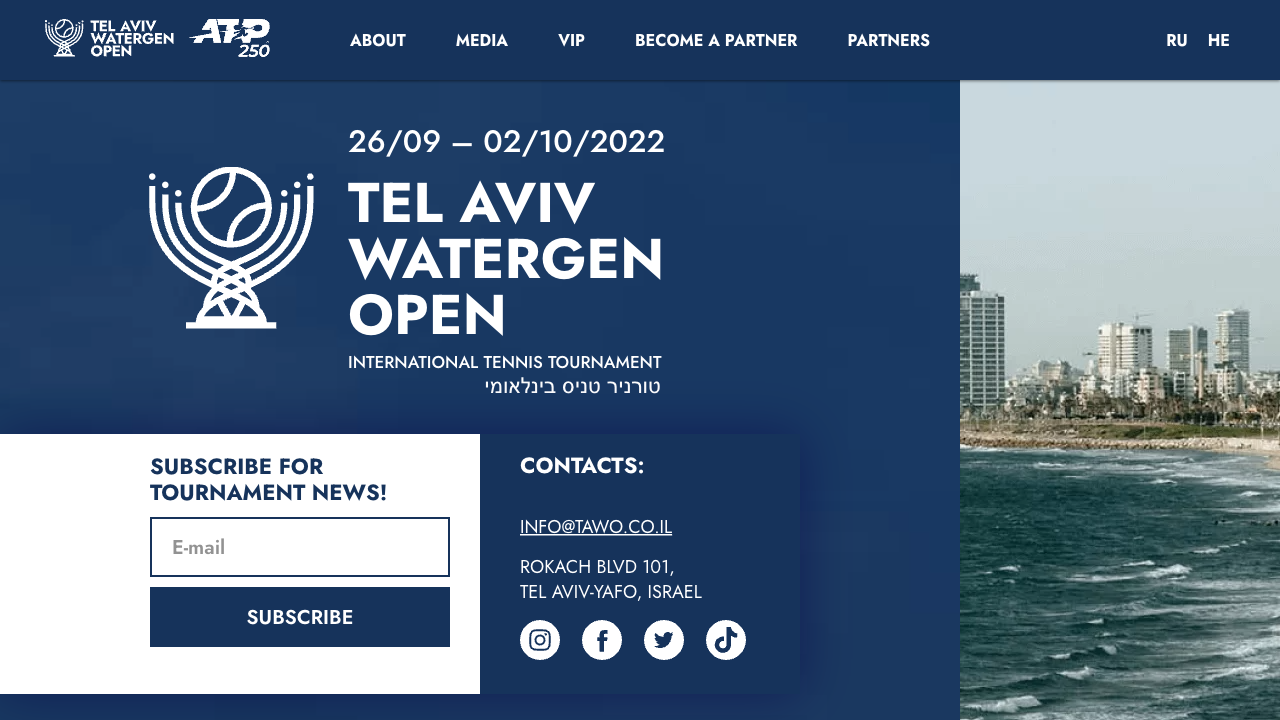 TEL AVIV
WATERGEN
OPEN
ATP
250
ABOUT
MEDIA
VIP
BECOME A PARTNER
PARTNERS
RU
HE
26/09 – 02/10/2022
TEL AVIV
WATERGEN
OPEN
INTERNATIONAL TENNIS TOURNAMENT
טורניר טניס בינלאומי
SUBSCRIBE FOR
TOURNAMENT NEWS!
E-mail
SUBSCRIBE
CONTACTS:
INFO@TAWO.CO.IL
ROKACH BLVD 101,
TEL AVIV-YAFO, ISRAEL